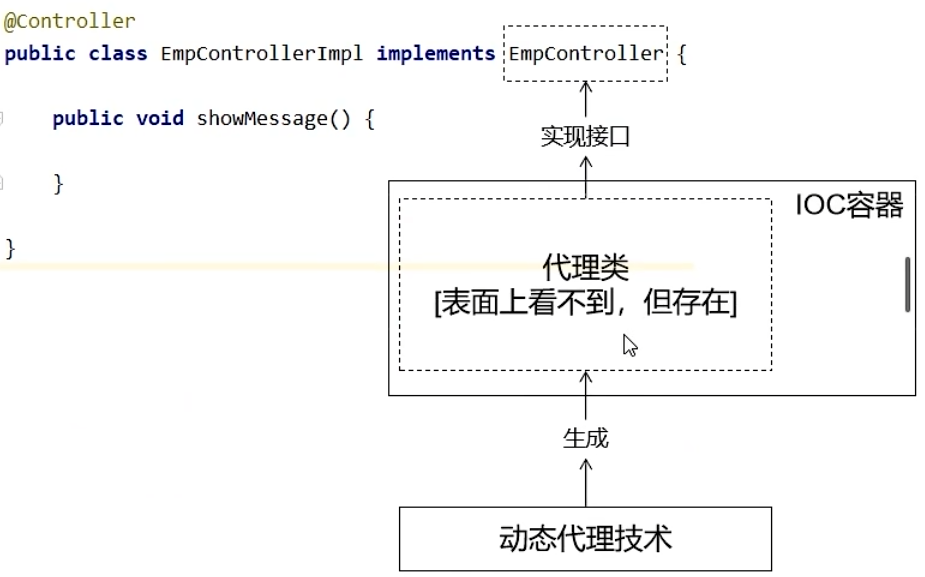 @Controller
public class EmpControllerImpl implements EmpController {
public void showMessage() {
}
}
实现接口
IOC容器
代理类
[表面上看不到，但存在]
生成
动态代理技术